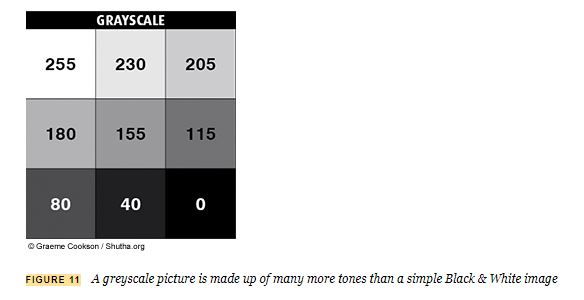 GRAYSCALE
255 230 205
180 155 115
80 40 0
© Graeme Cookson / Shutha.org
FIGURE 11 A greyscale picture is made up of many more tones than a simple Black & White image